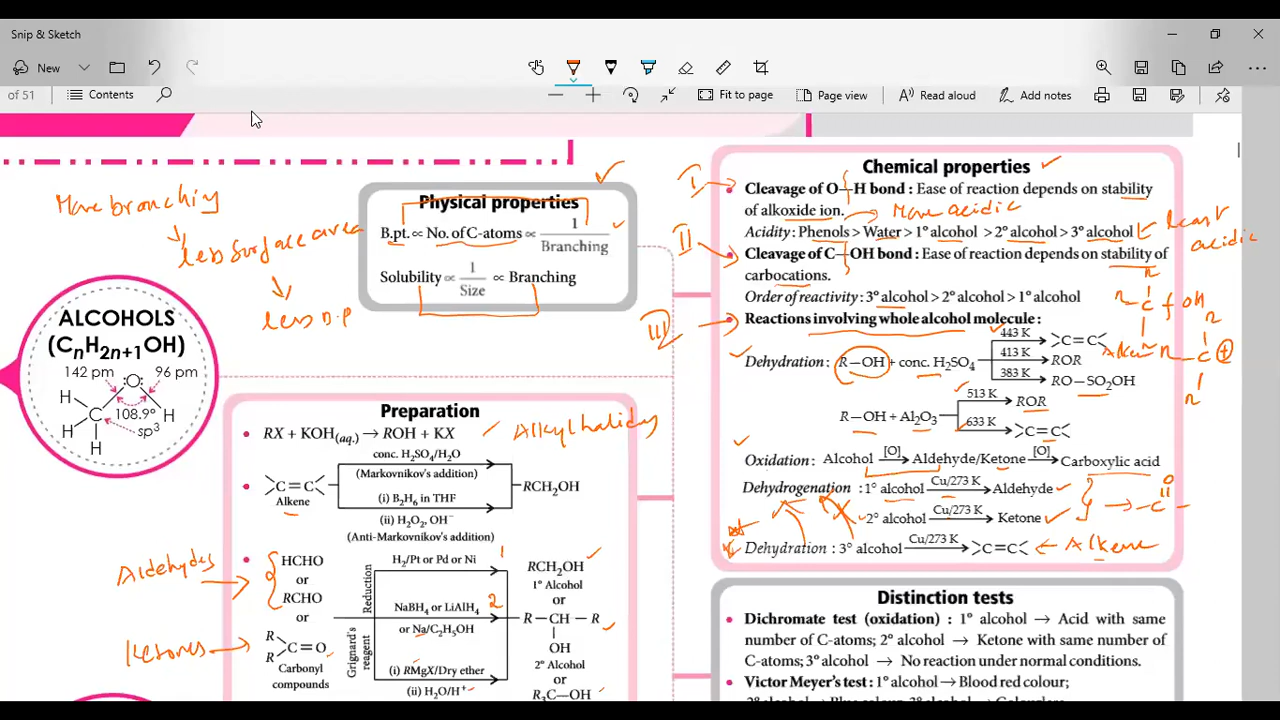 Snip & Sketch
New
of 51
Contents
Fit to page
Page view
Read aloud
Add notes
More branching
less Surface area
less B.P
Physical properties
B.pt. ∝ No. of C-atoms ∝ 1/Branching
Solubility ∝ 1/Size ∝ Branching
ALCOHOLS
(CnH2n+1OH)
142 pm
96 pm
:O:
H
C
108.9°
H
H
H
sp3
Preparation
• RX + KOH(aq.) → ROH + KX
Alkyl halides
conc. H2SO4/H2O
(Markovnikov's addition)
• >C=C<
Alkene
RCH2OH
(i) B2H6 in THF
(ii) H2O2, OH−
(Anti-Markovnikov's addition)
Aldehydes
Ketones
• HCHO
or
RCHO
or
R
R
C=O
Carbonyl
compounds
Reduction
Grignard's
reagent
H2/Pt or Pd or Ni
1
NaBH4 or LiAlH4
2
or Na/C2H5OH
(i) RMgX/Dry ether
(ii) H2O/H+
RCH2OH
1° Alcohol
or
R—CH—R
OH
2° Alcohol
or
R3C—OH
Chemical properties
I
• Cleavage of O—H bond : Ease of reaction depends on stability
of alkoxide ion.
More acidic
Acidity: Phenols > Water > 1° alcohol > 2° alcohol > 3° alcohol
Least
acidic
II
• Cleavage of C—OH bond : Ease of reaction depends on stability of
carbocations.
Order of reactivity : 3° alcohol > 2° alcohol > 1° alcohol
III
• Reactions involving whole alcohol molecule :
Dehydration : R—OH + conc. H2SO4
443 K
>C=C<
Alkene
413 K
ROR
383 K
RO—SO2OH
R—OH + Al2O3
513 K
ROR
633 K
>C=C<
Oxidation : Alcohol [O]→ Aldehyde/Ketone [O]→ Carboxylic acid
Dehydrogenation : 1° alcohol Cu/273 K→ Aldehyde
2° alcohol Cu/273 K→ Ketone
Dehydration : 3° alcohol Cu/273 K→ >C=C<
Alkene
Distinction tests
• Dichromate test (oxidation) : 1° alcohol → Acid with same
number of C-atoms; 2° alcohol → Ketone with same number of
C-atoms; 3° alcohol → No reaction under normal conditions.
• Victor Meyer's test : 1° alcohol → Blood red colour;